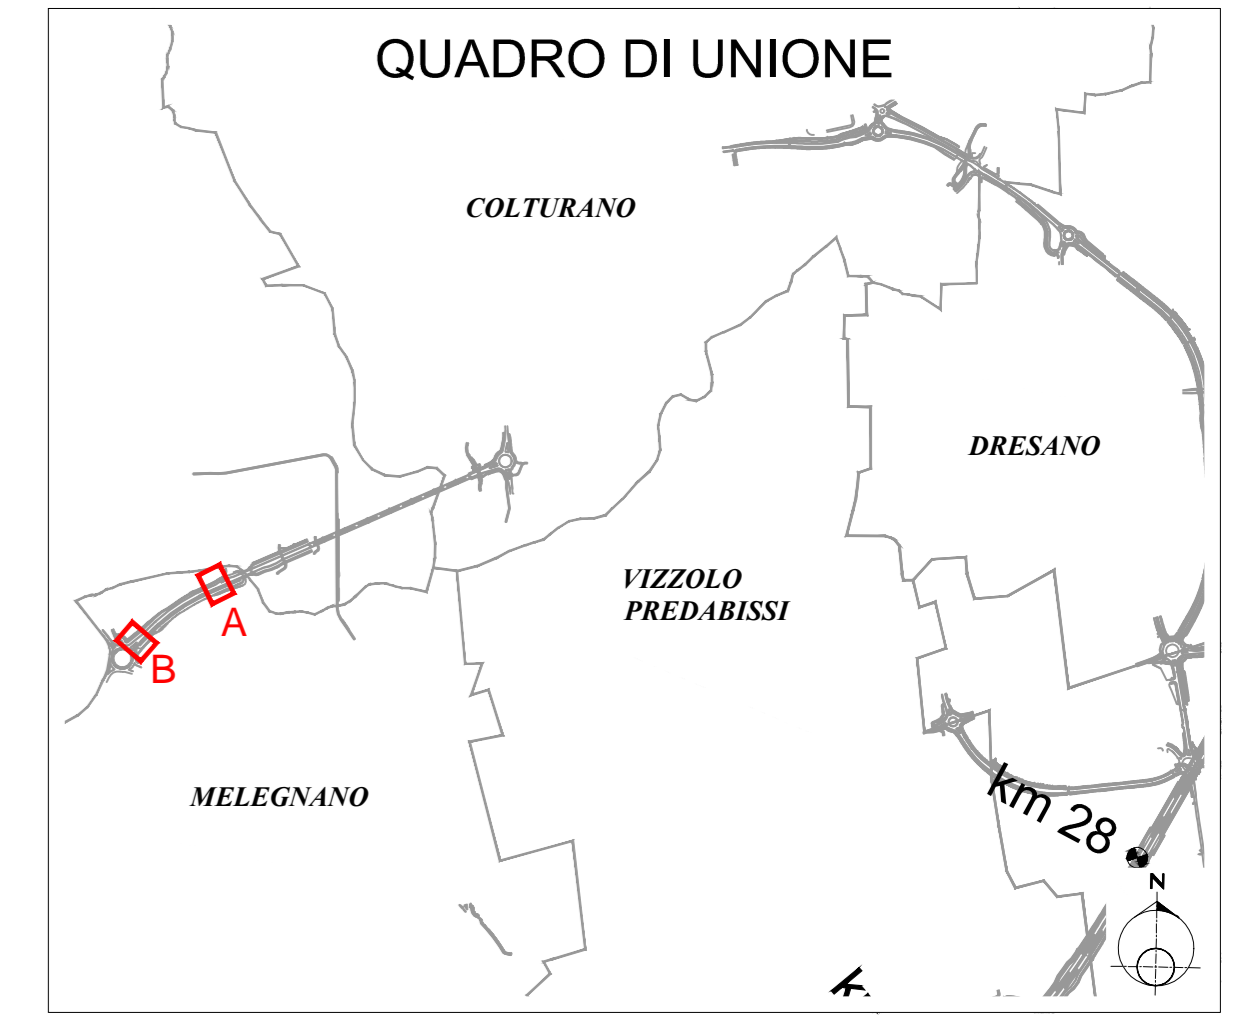 QUADRO DI UNIONE
COLTURANO
DRESANO
VIZZOLO
PREDABISSI
A
B
MELEGNANO
km 28
N